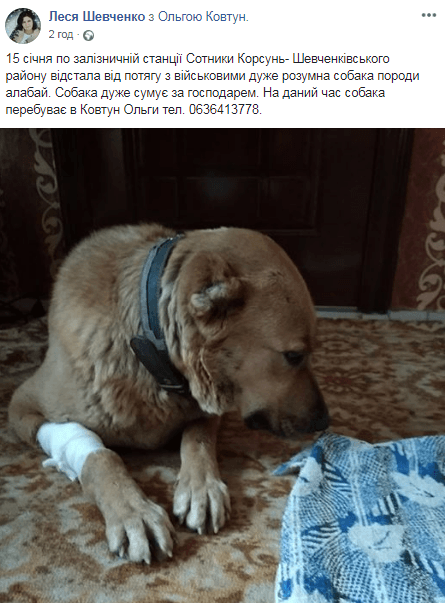 Леся Шевченко з Ольгою Ковтун.
2 год ·
15 січня по залізничній станції Сотники Корсунь- Шевченківського
району відстала від потягу з військовими дуже розумна собака породи
алабай. Собака дуже сумує за господарем. На даний час собака
перебуває в Ковтун Ольги тел. 0636413778.